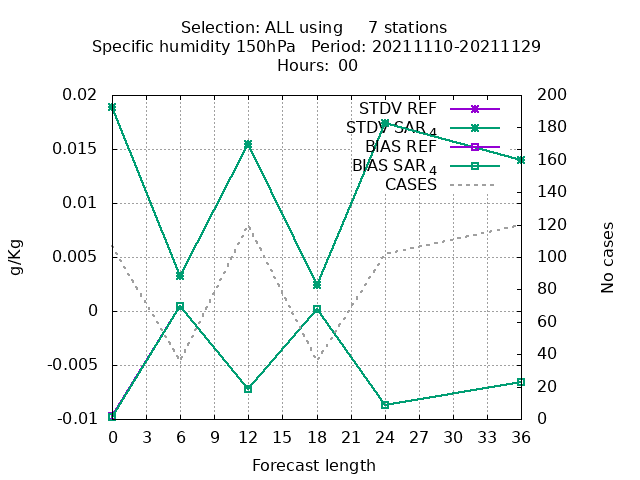 Selection: ALL using 7 stations
Specific humidity 150hPa Period: 20211110-20211129
Hours: 00
0.02
0.015
0.01
0.005
0
-0.005
-0.01
200
180
160
140
120
100
80
60
40
20
0
g/Kg
No cases
STDV REF
STDV SAR 4
BIAS REF
BIAS SAR 4
CASES
0 3 6 9 12 15 18 21 24 27 30 33 36
Forecast length